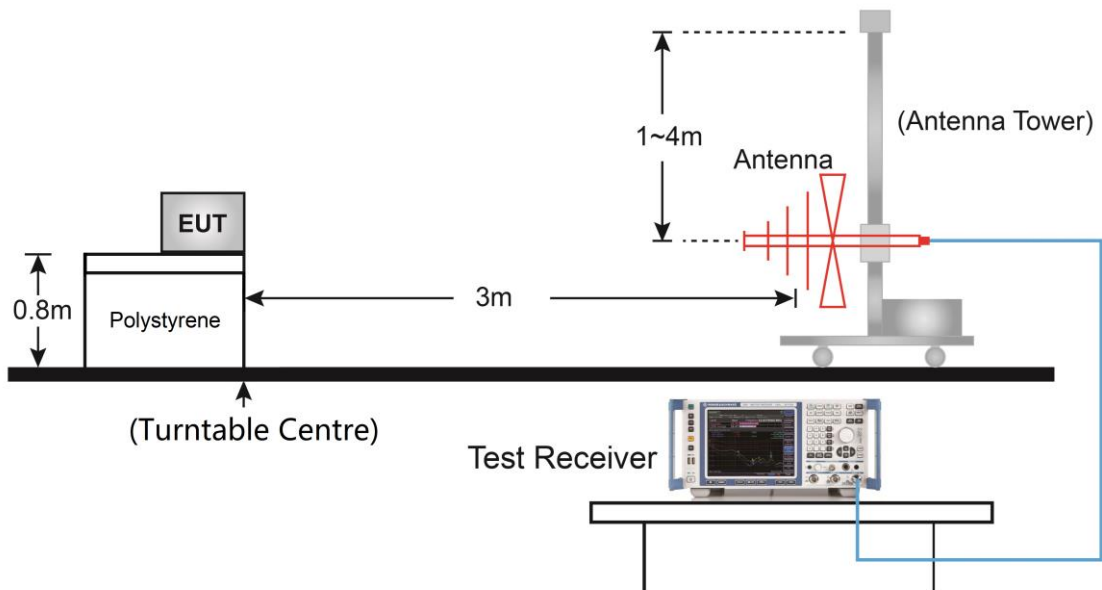 (Antenna Tower)
1~4m
Antenna
EUT
3m
0.8m
Polystyrene
(Turntable Centre)
Test Receiver